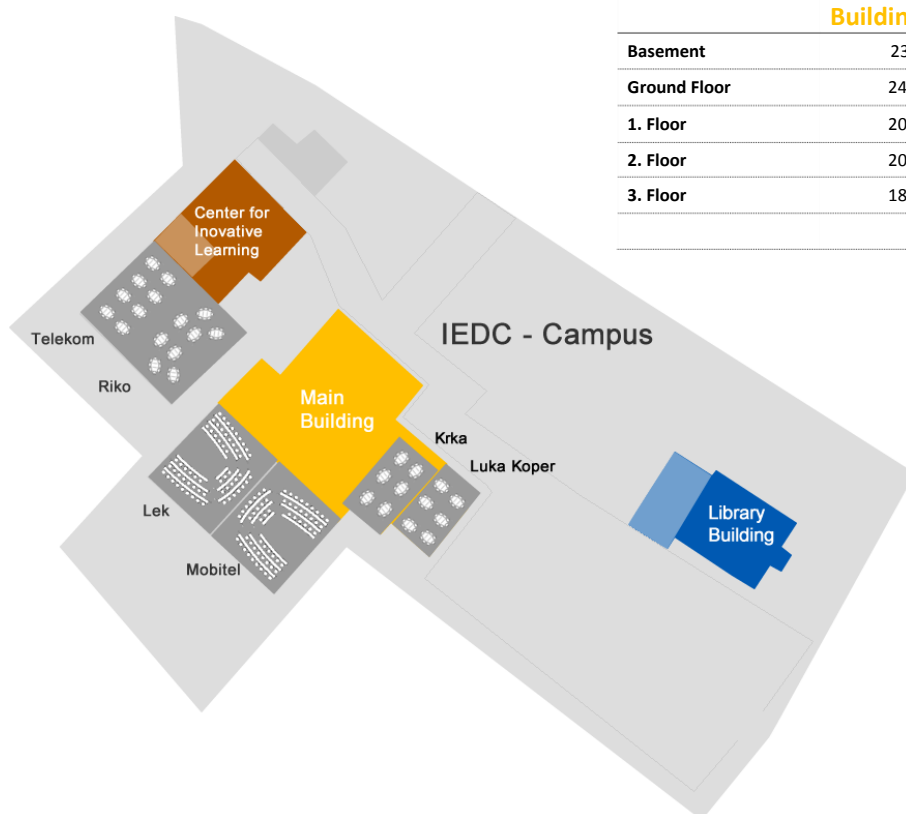 Buildin
Basement 23
Ground Floor 24
1. Floor 20
2. Floor 20
3. Floor 18
Center for
Inovative
Learning
IEDC - Campus
Telekom
Riko
Main
Building
Krka
Luka Koper
Lek
Library
Building
Mobitel